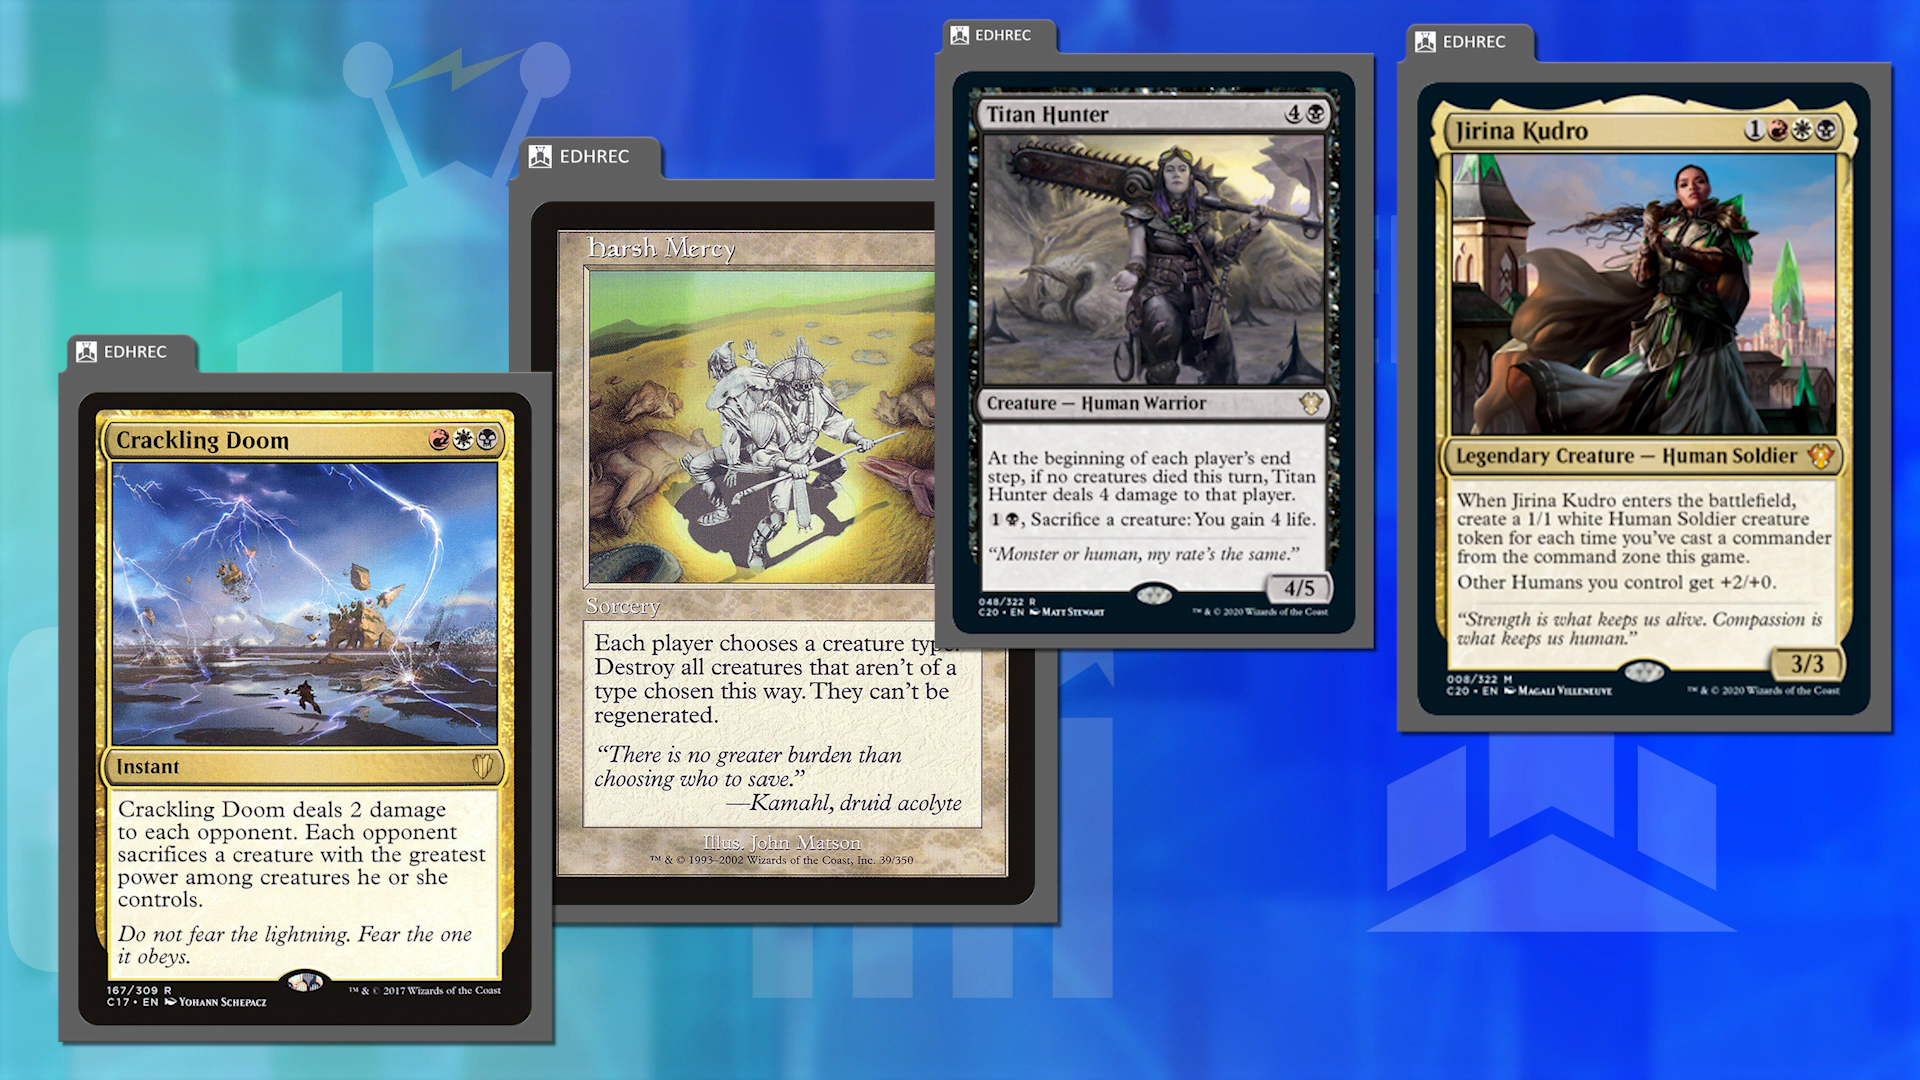 EDHREC
Crackling Doom
Instant
Crackling Doom deals 2 damage
to each opponent. Each opponent
sacrifices a creature with the greatest
power among creatures he or she
controls.
Do not fear the lightning. Fear the one
it obeys.
167/309 R
C17 • EN YOHANN SCHEPACZ
™ & © 2017 Wizards of the Coast
EDHREC
Harsh Mercy
Sorcery
Each player chooses a creature type.
Destroy all creatures that aren't of a
type chosen this way. They can't be
regenerated.
"There is no greater burden than
choosing who to save."
—Kamahl, druid acolyte
Illus. John Matson
™ & © 1993–2002 Wizards of the Coast, Inc. 39/350
EDHREC
Titan Hunter
4
Creature — Human Warrior
At the beginning of each player's end
step, if no creatures died this turn, Titan
Hunter deals 4 damage to that player.
1, Sacrifice a creature: You gain 4 life.
"Monster or human, my rate's the same."
4/5
048/322 R
C20 • EN MATT STEWART
™ & © 2020 Wizards of the Coast
EDHREC
Jirina Kudro
1
Legendary Creature — Human Soldier
When Jirina Kudro enters the battlefield,
create a 1/1 white Human Soldier creature
token for each time you've cast a commander
from the command zone this game.
Other Humans you control get +2/+0.
"Strength is what keeps us alive. Compassion is
what keeps us human."
3/3
008/322 M
C20 • EN MAGALI VILLENEUVE
™ & © 2020 Wizards of the Coast